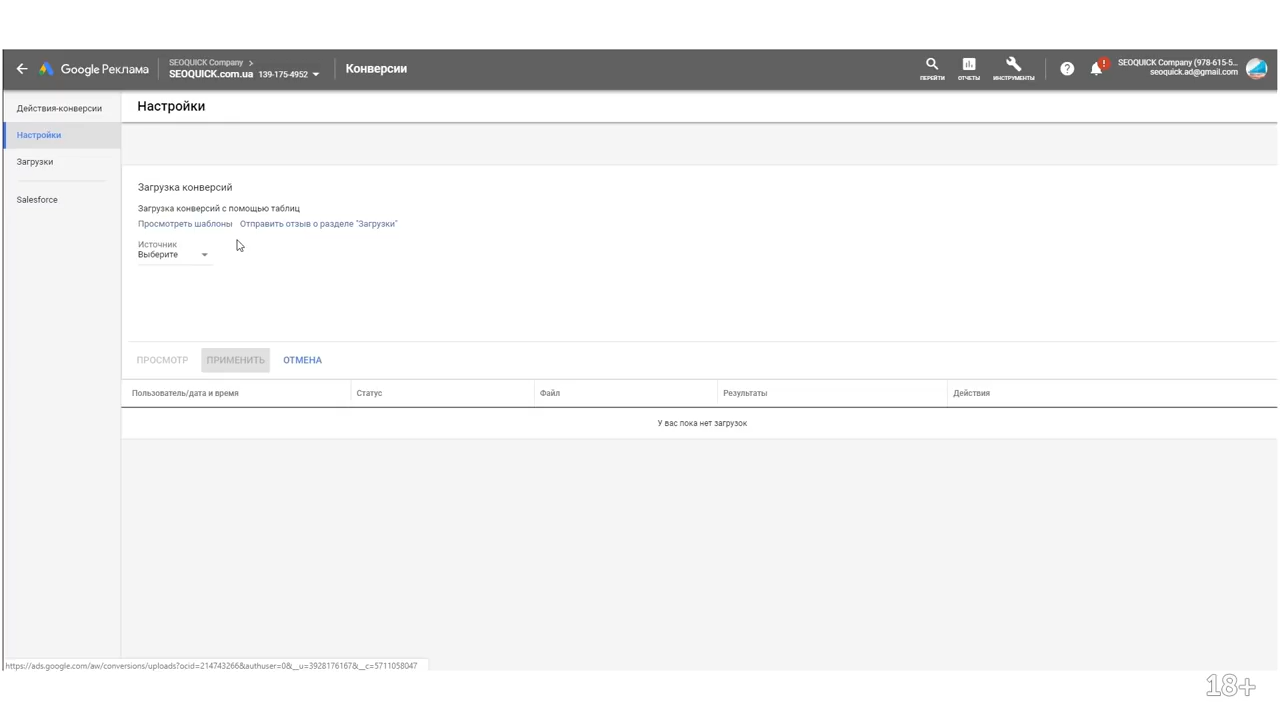 Google Реклама
SEOQUICK Company >
SEOQUICK.com.ua 139-175-4952
Конверсии
ПЕРЕЙТИ
ОТЧЕТЫ
ИНСТРУМЕНТЫ
SEOQUICK Company (978-615-5...
seoquick.ad@gmail.com
Действия-конверсии
Настройки
Загрузки
Salesforce
Настройки
Загрузка конверсий
Загрузка конверсий с помощью таблиц
Просмотреть шаблоны Отправить отзыв о разделе "Загрузки"
Источник
Выберите
ПРОСМОТР ПРИМЕНИТЬ ОТМЕНА
Пользователь/дата и время Статус Файл Результаты Действия
У вас пока нет загрузок
https://ads.google.com/aw/conversions/uploads?ocid=214743266&authuser=0&__u=3928176167&__c=5711058047
18+